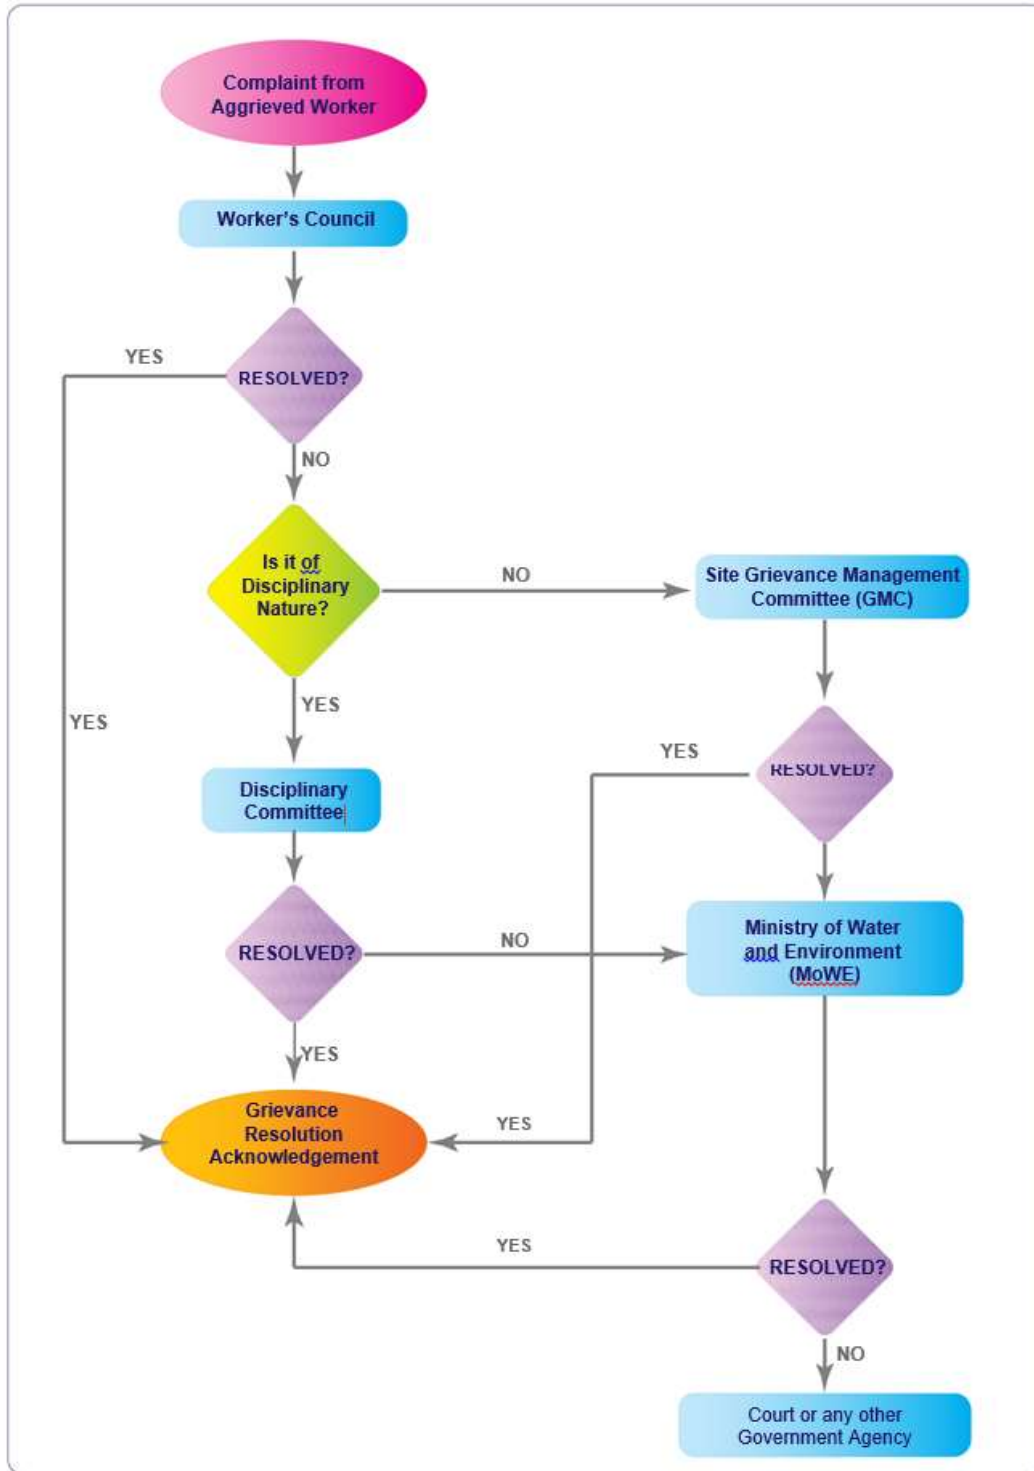 Complaint from
Aggrieved Worker
Worker's Council
YES
RESOLVED?
NO
Is it of
Disciplinary
Nature?
NO
Site Grievance Management
Committee (GMC)
YES
YES
YES
RESOLVED?
Disciplinary
Committee
RESOLVED?
NO
Ministry of Water
and Environment
(MoWE)
YES
Grievance
Resolution
Acknowledgement
YES
YES
RESOLVED?
NO
Court or any other
Government Agency